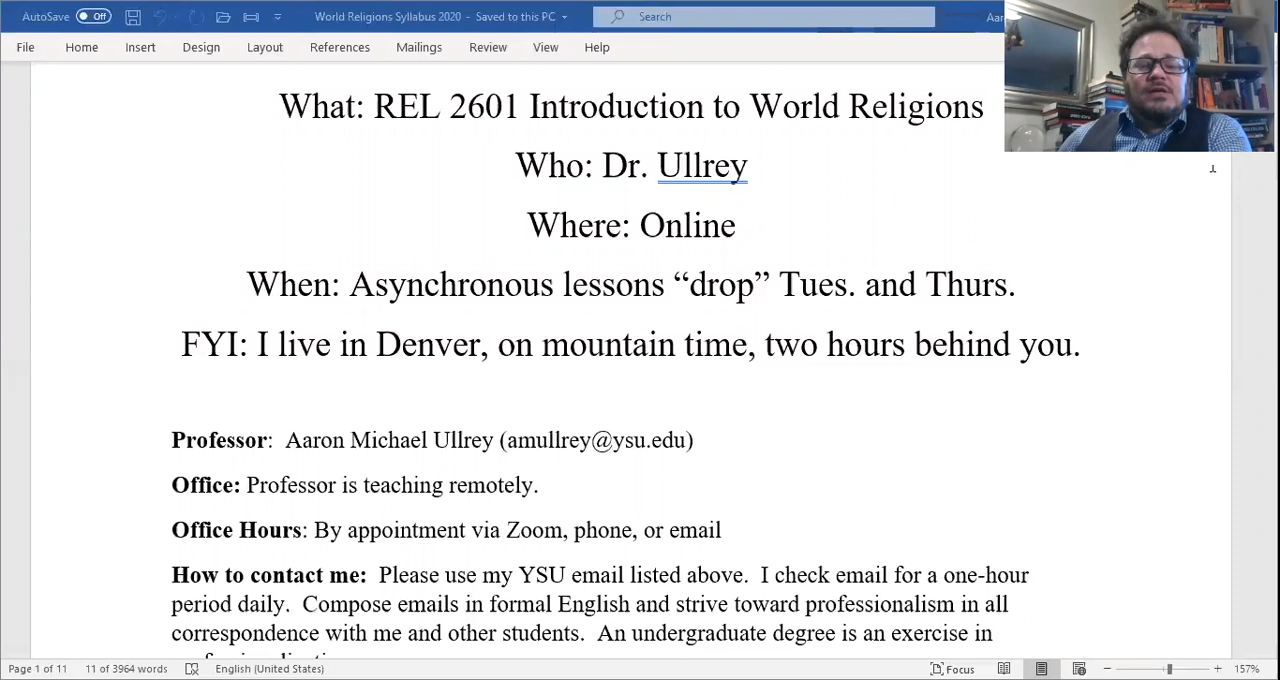 AutoSave Off World Religions Syllabus 2020 - Saved to this PC Search Aar
File Home Insert Design Layout References Mailings Review View Help
What: REL 2601 Introduction to World Religions
Who: Dr. Ullrey
Where: Online
When: Asynchronous lessons “drop” Tues. and Thurs.
FYI: I live in Denver, on mountain time, two hours behind you.
Professor: Aaron Michael Ullrey (amullrey@ysu.edu)
Office: Professor is teaching remotely.
Office Hours: By appointment via Zoom, phone, or email
How to contact me: Please use my YSU email listed above. I check email for a one-hour
period daily. Compose emails in formal English and strive toward professionalism in all
correspondence with me and other students. An undergraduate degree is an exercise in
Page 1 of 11 11 of 3964 words English (United States) Focus 157%